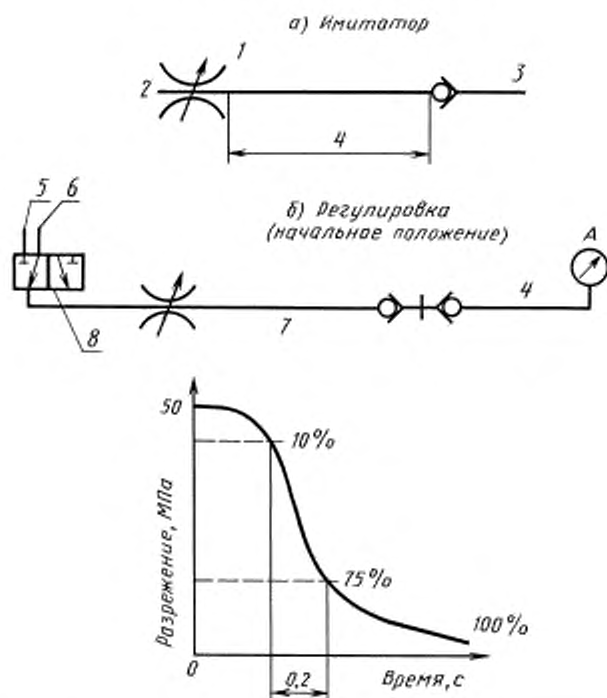 а) Имитатор
1
2
3
4
5 6
б) Регулировка
(начальное положение)
А
4
7
8
50
10%
Разрежение, МПа
75%
100%
0
0,2
Время, с